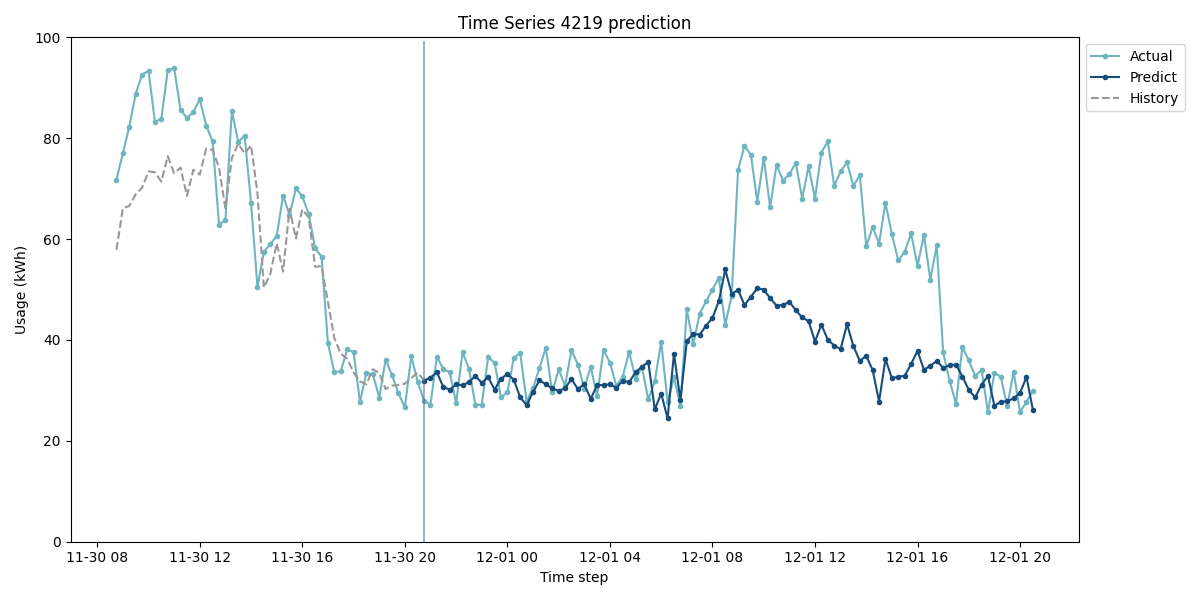 Time Series 4219 prediction
100
80
60
40
20
0
Usage (kWh)
11-30 08
11-30 12
11-30 16
11-30 20
12-01 00
12-01 04
12-01 08
12-01 12
12-01 16
12-01 20
Time step
Actual
Predict
History